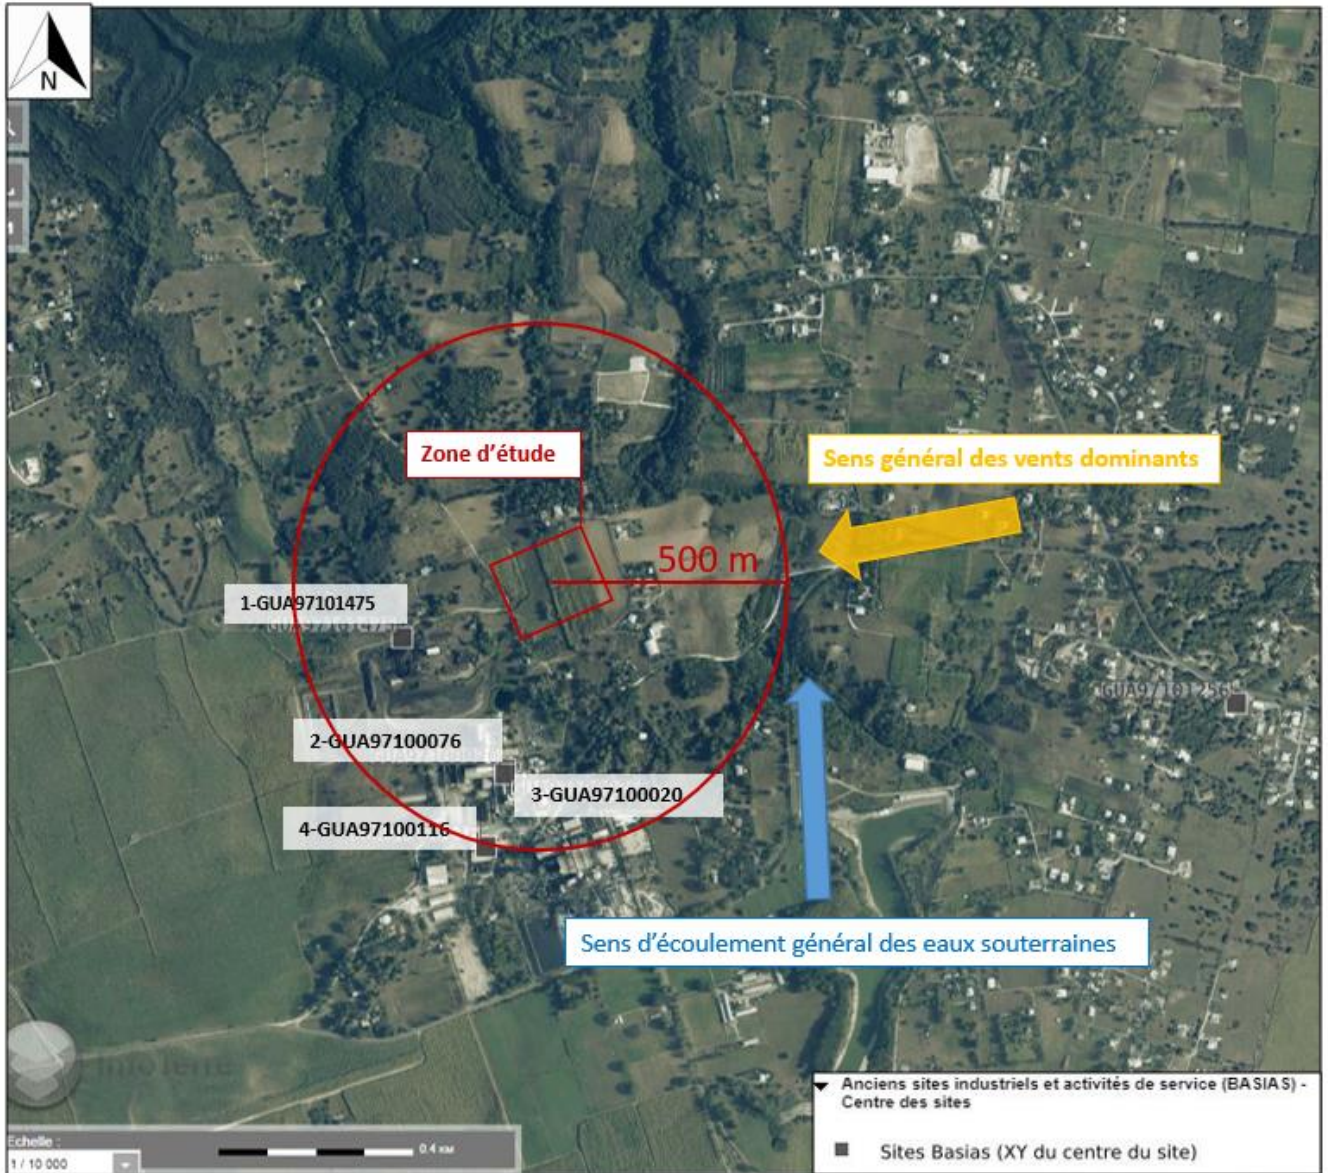 N
Zone d'étude
Sens général des vents dominants
500 m
1-GUA97101475
GUA97101256
2-GUA97100076
3-GUA97100020
4-GUA97100116
Sens d'écoulement général des eaux souterraines
InfoTerre
Echelle :
1 / 10 000
0.4 км
Anciens sites industriels et activités de service (BASIAS) -
Centre des sites
Sites Basias (XY du centre du site)